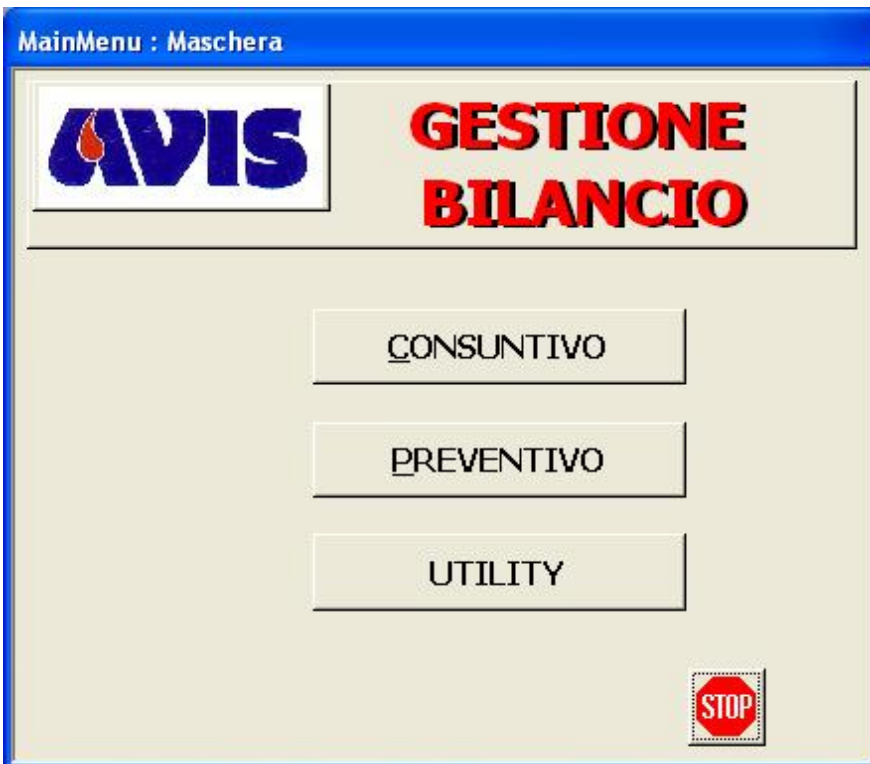 MainMenu : Maschera
AVIS
GESTIONE
BILANCIO
CONSUNTIVO
PREVENTIVO
UTILITY
STOP